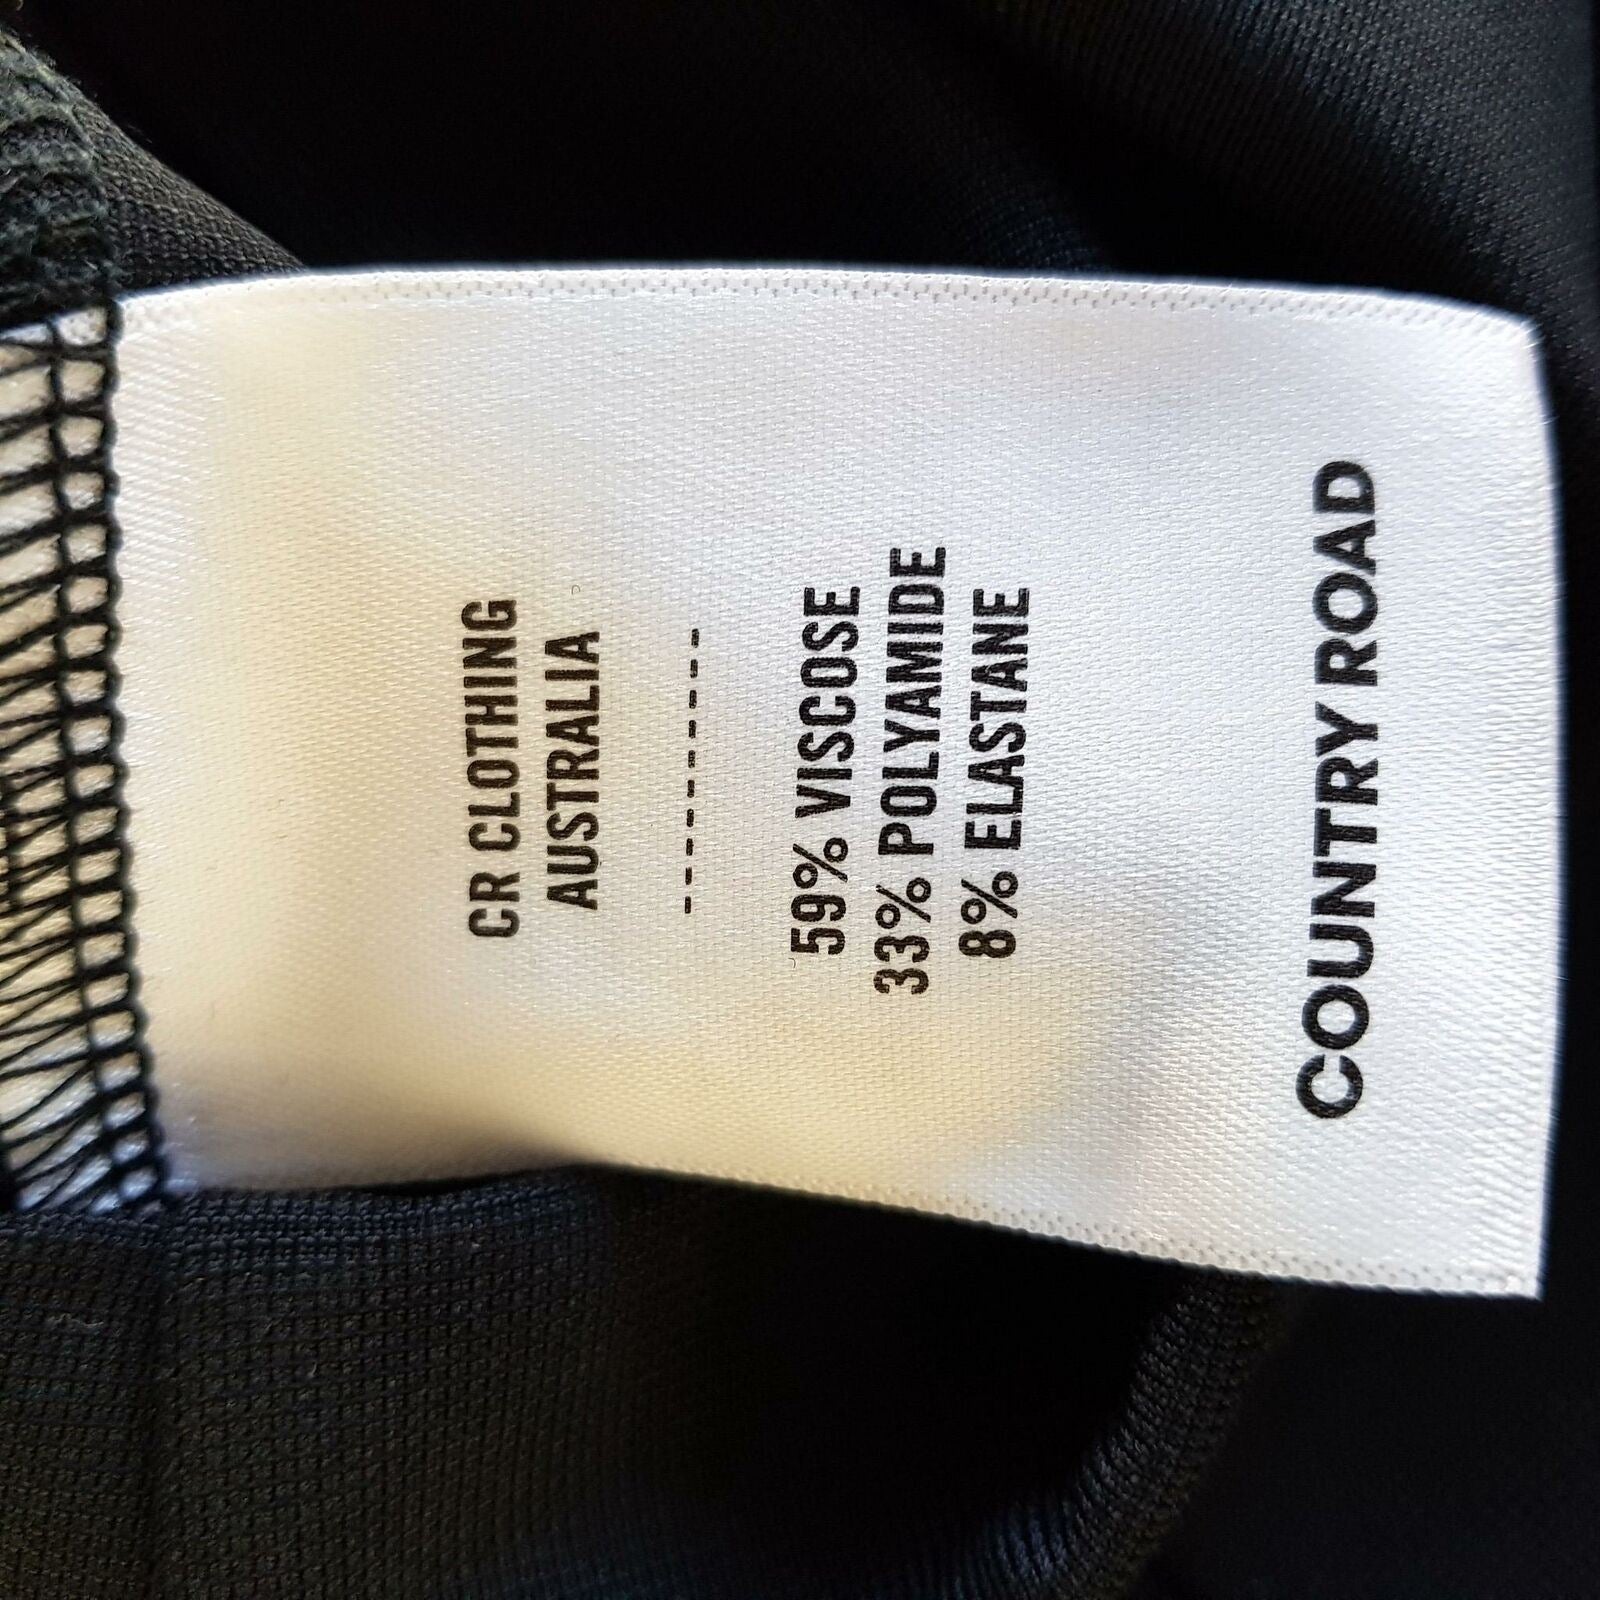 CR CLOTHING
AUSTRALIA
----------
59% VISCOSE
33% POLYAMIDE
8% ELASTANE
COUNTRY ROAD